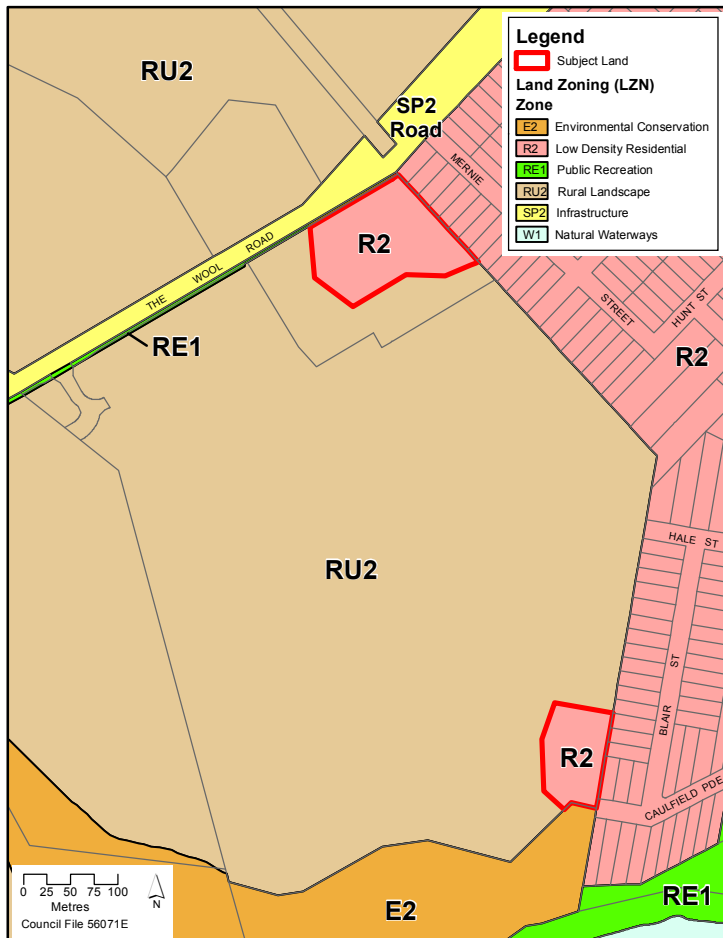 Legend
Subject Land
Land Zoning (LZN)
Zone
E2 Environmental Conservation
R2 Low Density Residential
RE1 Public Recreation
RU2 Rural Landscape
SP2 Infrastructure
W1 Natural Waterways
RU2
SP2
Road
MERNIE
STREET
HUNT ST
R2
R2
THE WOOL ROAD
RE1
RU2
HALE ST
BLAIR ST
R2
CAULFIELD PDE
RE1
E2
0 25 50 75 100
Metres
N
Council File 56071E